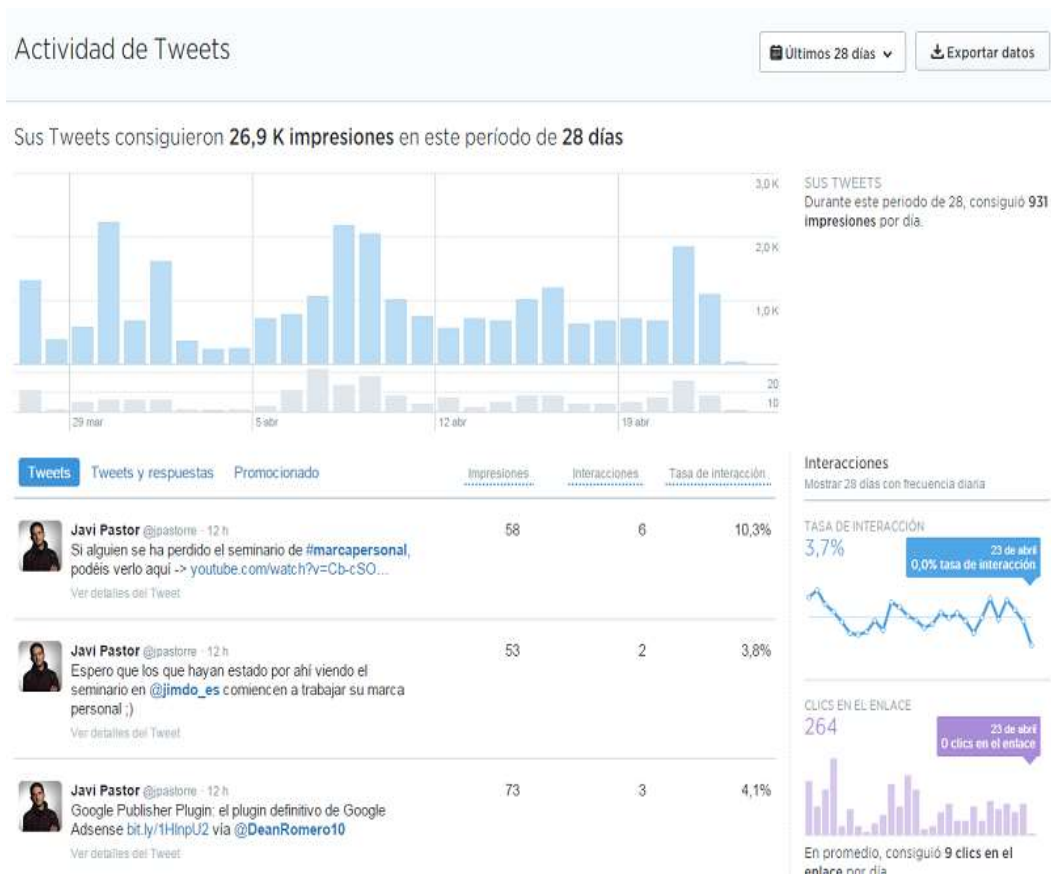 Actividad de Tweets
Últimos 28 días
Exportar datos
Sus Tweets consiguieron 26,9 K impresiones en este período de 28 días
3,0 K
2,0 K
1,0 K
20
10
29 mar
5 abr
12 abr
19 abr
SUS TWEETS
Durante este periodo de 28, consiguió 931
impresiones por día.
Tweets
Tweets y respuestas
Promocionado
Impresiones
Interacciones
Tasa de interacción
Javi Pastor @jpastorre · 12 h
Si alguien se ha perdido el seminario de #marcapersonal,
podéis verlo aquí -> youtube.com/watch?v=Cb-cSO...
Ver detalles del Tweet
58
6
10,3%
Javi Pastor @jpastorre · 12 h
Espero que los que hayan estado por ahí viendo el
seminario en @jimdo_es comiencen a trabajar su marca
personal ;)
Ver detalles del Tweet
53
2
3,8%
Javi Pastor @jpastorre · 12 h
Google Publisher Plugin: el plugin definitivo de Google
Adsense bit.ly/1HlnpU2 vía @DeanRomero10
Ver detalles del Tweet
73
3
4,1%
Interacciones
Mostrar 28 días con frecuencia diaria
TASA DE INTERACCIÓN
3,7%
23 de abril
0,0% tasa de interacción
CLICS EN EL ENLACE
264
23 de abril
0 clics en el enlace
En promedio, consiguió 9 clics en el
enlace por día